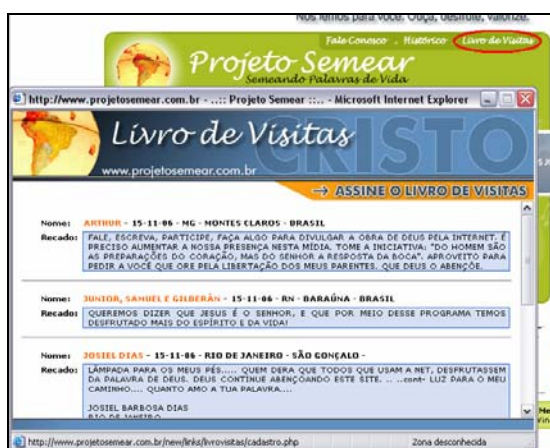 Nos lemos para você. Ouça, desfrute, valorize.
Fale Conosco . Histórico . Livro de Visitas
Projeto Semear
Semeando Palavras de Vida
http://www.projetosemear.com.br - ..:: Projeto Semear ::.. - Microsoft Internet Explorer
Livro de Visitas
CRISTO
www.projetosemear.com.br
ASSINE O LIVRO DE VISITAS
Nome: ARTHUR - 15-11-06 - MG - MONTES CLAROS - BRASIL
Recado: FALE, ESCREVA, PARTICIPE, FAÇA ALGO PARA DIVULGAR A OBRA DE DEUS PELA INTERNET. É
PRECISO AUMENTAR A NOSSA PRESENÇA NESTA MÍDIA. TOME A INICIATIVA: "DO HOMEM SÃO
AS PREPARAÇÕES DO CORAÇÃO, MAS DO SENHOR A RESPOSTA DA BOCA". APROVEITO PARA
PEDIR A VOCÊ QUE ORE PELA LIBERTAÇÃO DOS MEUS PARENTES. QUE DEUS O ABENÇÕE.
Nome: JUNIOR, SAMUEL E GILBERÂN - 15-11-06 - RN - BARAÚNA - BRASIL
Recado: QUEREMOS DIZER QUE JESUS É O SENHOR, E QUE POR MEIO DESSE PROGRAMA TEMOS
DESFRUTADO MAIS DO ESPÍRITO E DA VIDA!
Nome: JOSIEL DIAS - 15-11-06 - RIO DE JANEIRO - SÃO GONÇALO -
Recado: LÂMPADA PARA OS MEUS PÉS..... QUEM DERA QUE TODOS QUE USAM A NET, DESFRUTASSEM
DA PALAVRA DE DEUS. DEUS CONTINUE ABENÇOANDO ESTE SITE. .. ..cont- LUZ PARA O MEU
CAMINHO.... QUANTO AMO A TUA PALAVRA....
JOSIEL BARBOSA DIAS
RIO DE JANEIRO
http://www.projetosemear.com.br/new/links/livrovisitas/cadastro.php
Zona desconhecida